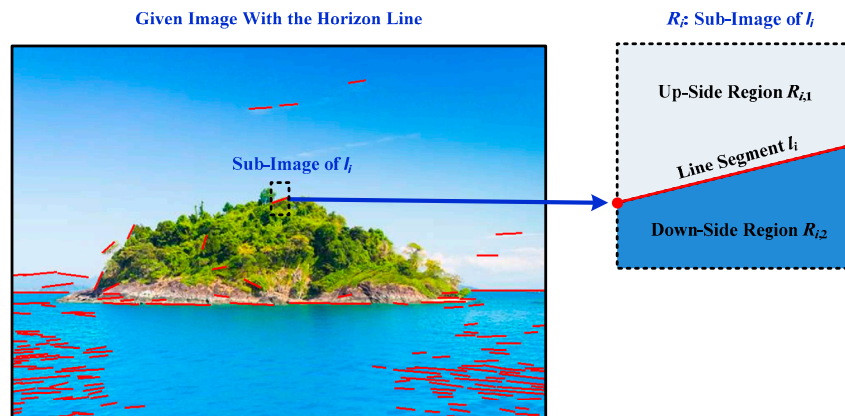 Given Image With the Horizon Line
Rᵢ: Sub-Image of lᵢ
Sub-Image of lᵢ
Up-Side Region Rᵢ,₁
Line Segment lᵢ
Down-Side Region Rᵢ,₂